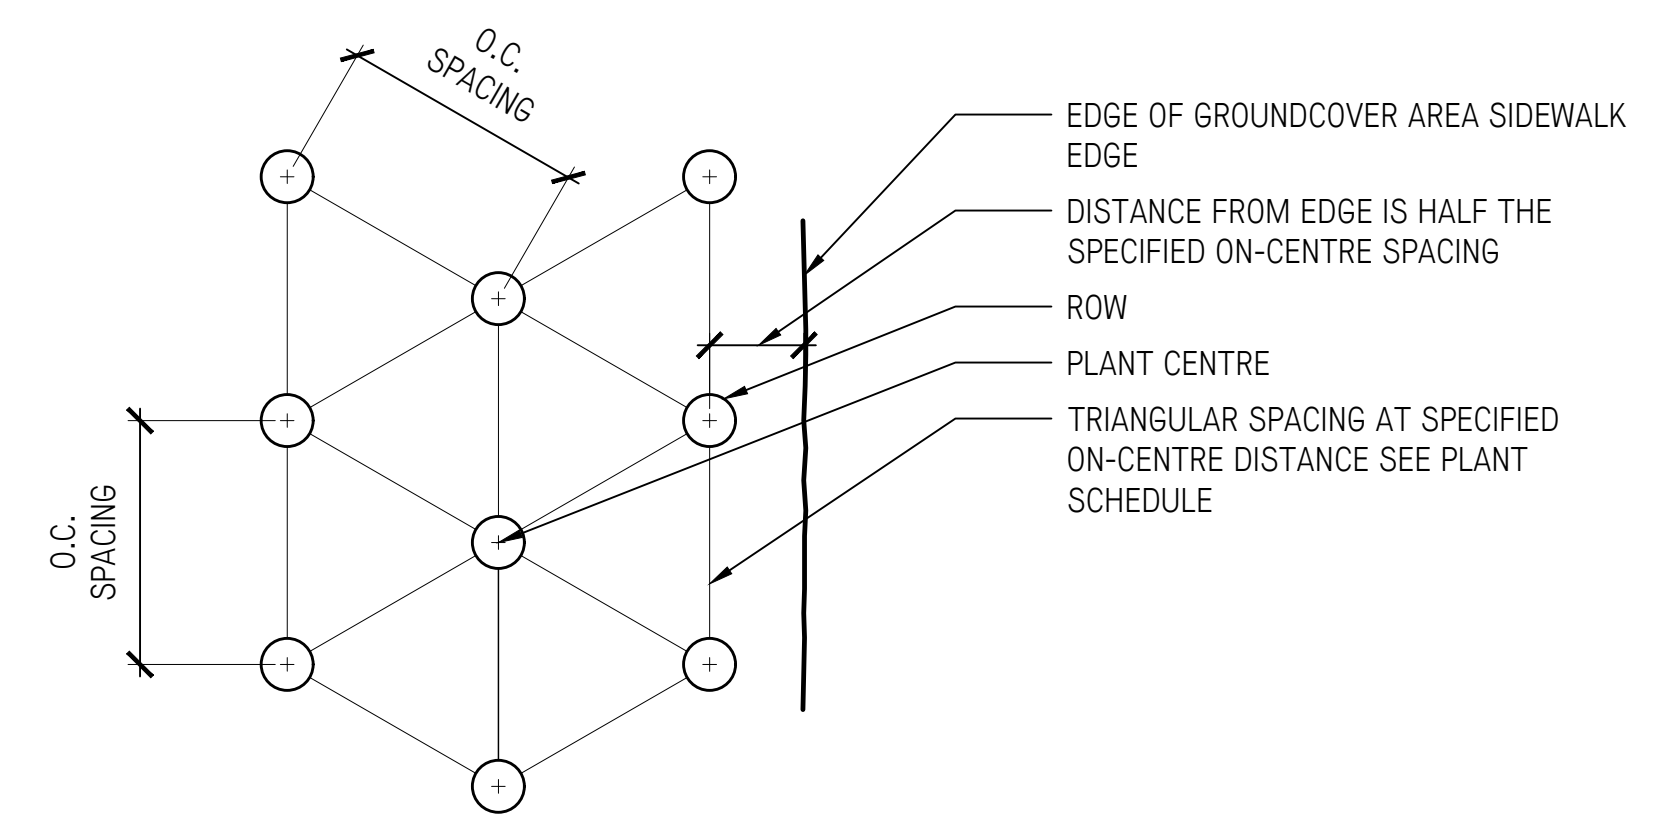 O.C.
SPACING
EDGE OF GROUNDCOVER AREA SIDEWALK
EDGE
DISTANCE FROM EDGE IS HALF THE
SPECIFIED ON-CENTRE SPACING
ROW
PLANT CENTRE
TRIANGULAR SPACING AT SPECIFIED
ON-CENTRE DISTANCE SEE PLANT
SCHEDULE
O.C.
SPACING